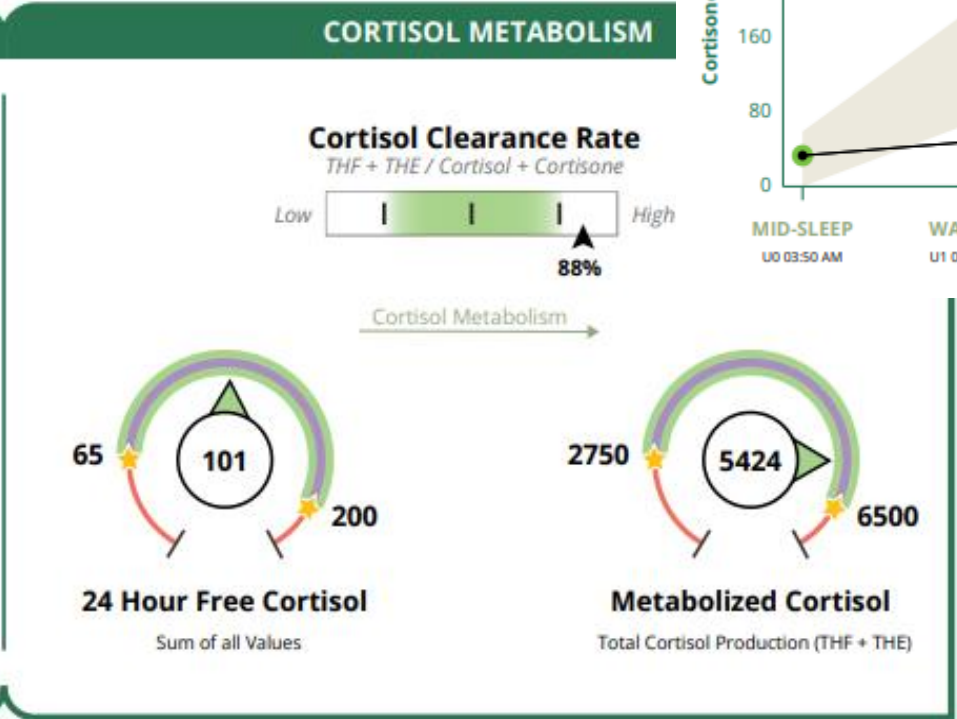 CORTISOL METABOLISM
Cortisol Clearance Rate
THF + THE / Cortisol + Cortisone
Low
High
88%
Cortisol Metabolism
65
101
200
24 Hour Free Cortisol
Sum of all Values
2750
5424
6500
Metabolized Cortisol
Total Cortisol Production (THF + THE)
160
80
0
MID-SLEEP
U0 03:50 AM